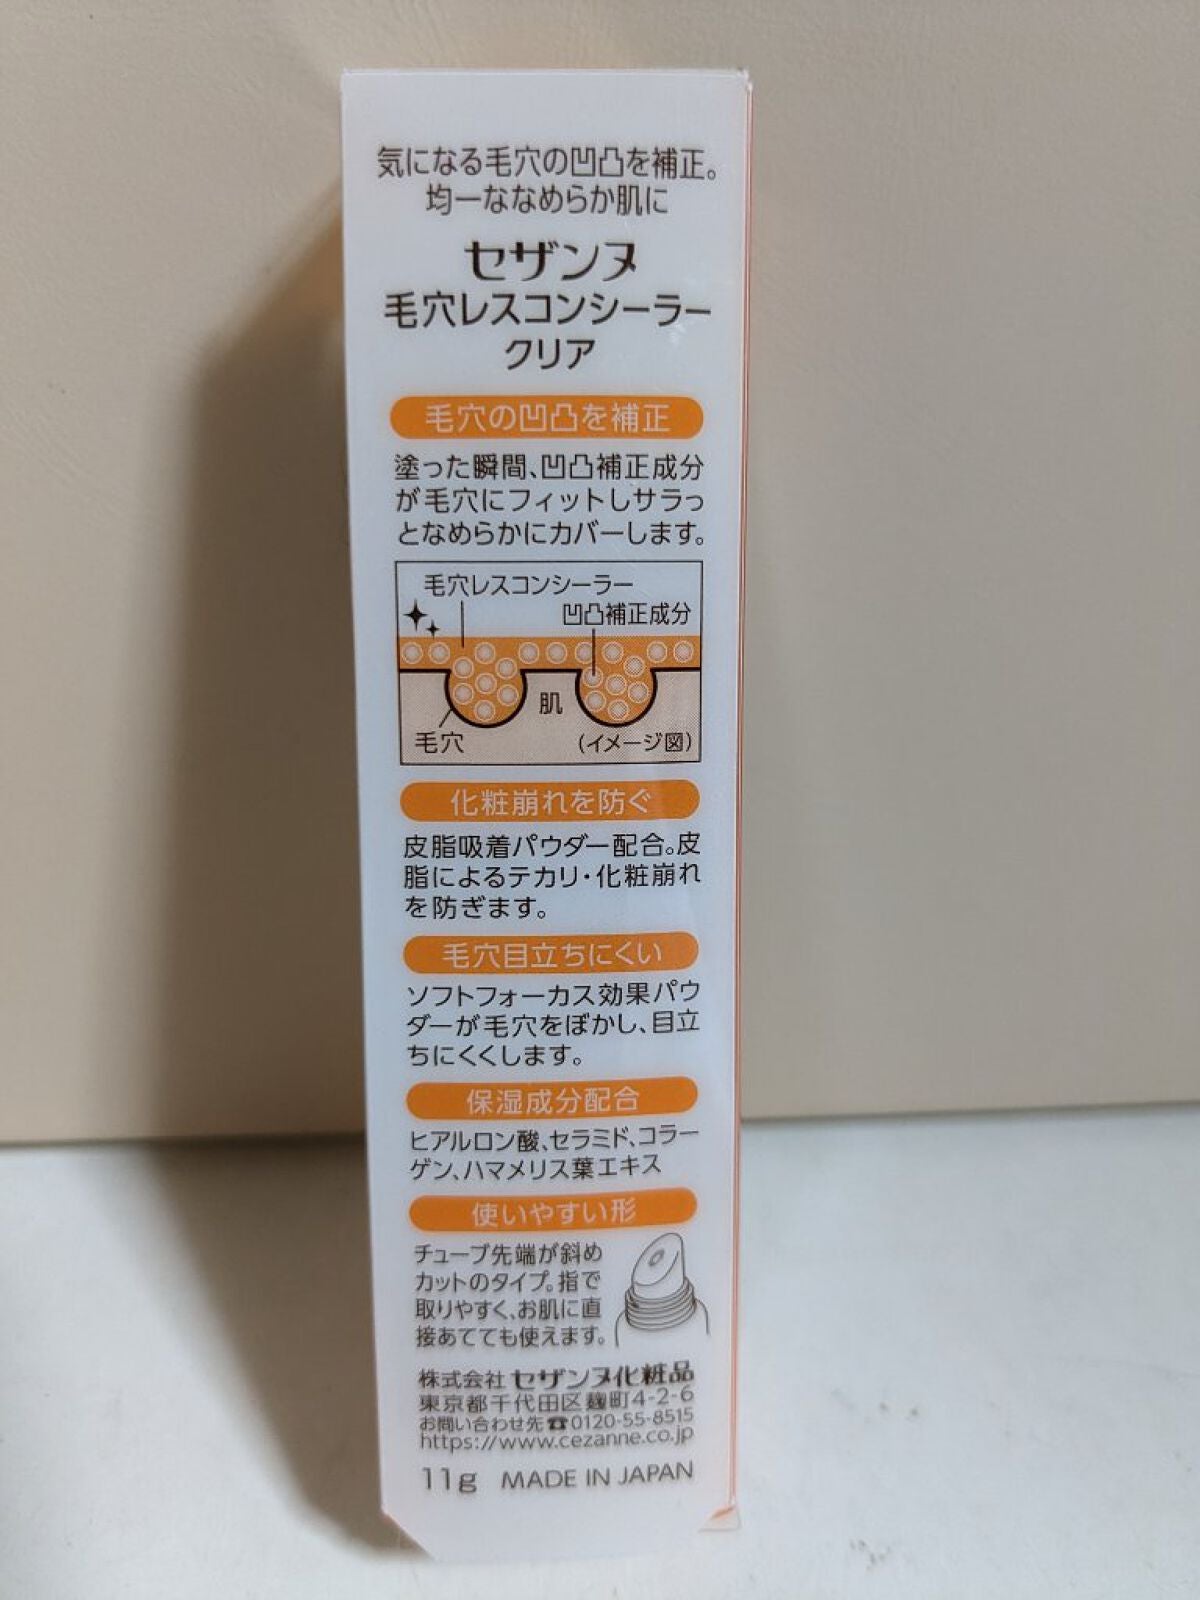 気になる毛穴の凹凸を補正。
均一ななめらか肌に
セザンヌ
毛穴レスコンシーラー
クリア
毛穴の凹凸を補正
塗った瞬間、凹凸補正成分
が毛穴にフィットしサラっ
となめらかにカバーします。
毛穴レスコンシーラー
凹凸補正成分
肌
毛穴
(イメージ図)
化粧崩れを防ぐ
皮脂吸着パウダー配合。皮
脂によるテカリ・化粧崩れ
を防ぎます。
毛穴目立ちにくい
ソフトフォーカス効果パウ
ダーが毛穴をぼかし、目立
ちにくくします。
保湿成分配合
ヒアルロン酸、セラミド、コラー
ゲン、ハマメリス葉エキス
使いやすい形
チューブ先端が斜め
カットのタイプ。指で
取りやすく、お肌に直
接あてても使えます。
株式会社 セザンヌ化粧品
東京都千代田区麹町4-2-6
お問い合わせ先☎0120-55-8515
https://www.cezanne.co.jp
11g MADE IN JAPAN